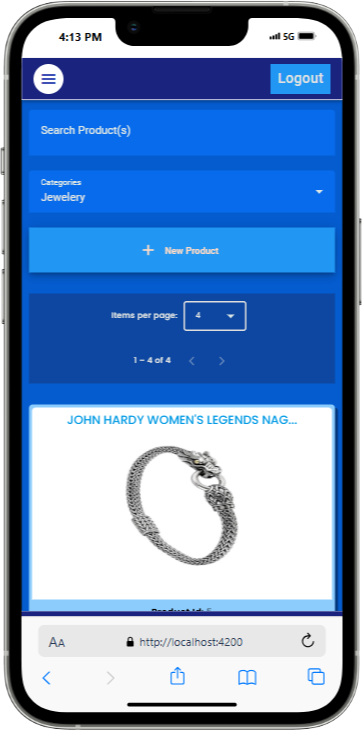 4:13 PM
5G
Logout
Search Product(s)
Categories
Jewelery
New Product
Items per page:
4
1 – 4 of 4
JOHN HARDY WOMEN'S LEGENDS NAG...
Product Id: 5
AA
http://localhost:4200